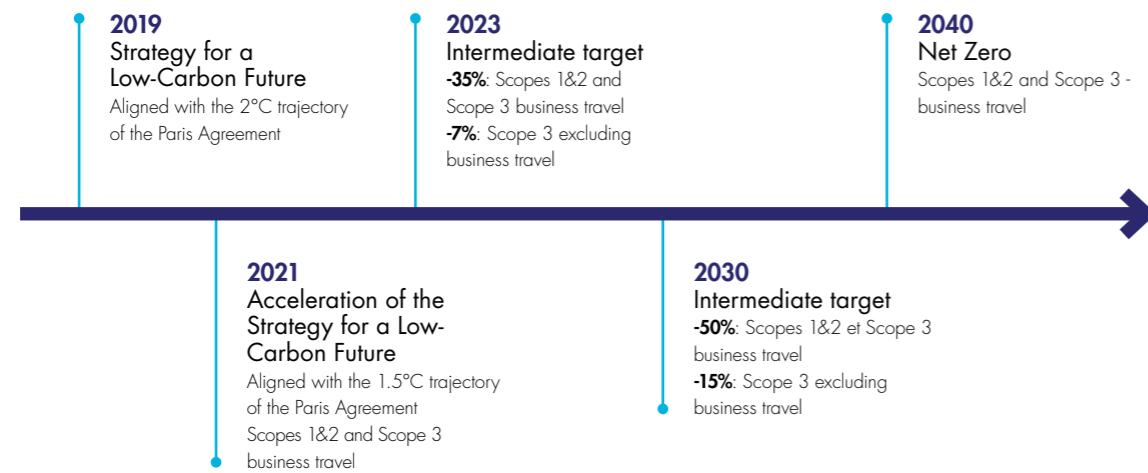 2019
Strategy for a
Low-Carbon Future
Aligned with the 2°C trajectory
of the Paris Agreement
2023
Intermediate target
-35%: Scopes 1&2 and
Scope 3 business travel
-7%: Scope 3 excluding
business travel
2040
Net Zero
Scopes 1&2 and Scope 3 -
business travel
2021
Acceleration of the
Strategy for a Low-
Carbon Future
Aligned with the 1.5°C trajectory
of the Paris Agreement
Scopes 1&2 and Scope 3
business travel
2030
Intermediate target
-50%: Scopes 1&2 et Scope 3
business travel
-15%: Scope 3 excluding
business travel